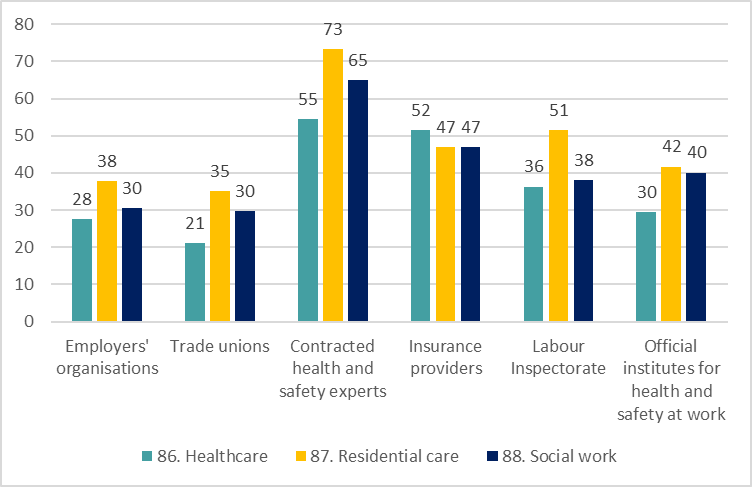 80
70
60
50
40
30
20
10
0
28
38
30
21
35
30
55
73
65
52
47
47
36
51
38
30
42
40
Employers'
organisations
Trade unions
Contracted
health and
safety experts
Insurance
providers
Labour
Inspectorate
Official
institutes for
health and
safety at work
86. Healthcare
87. Residential care
88. Social work